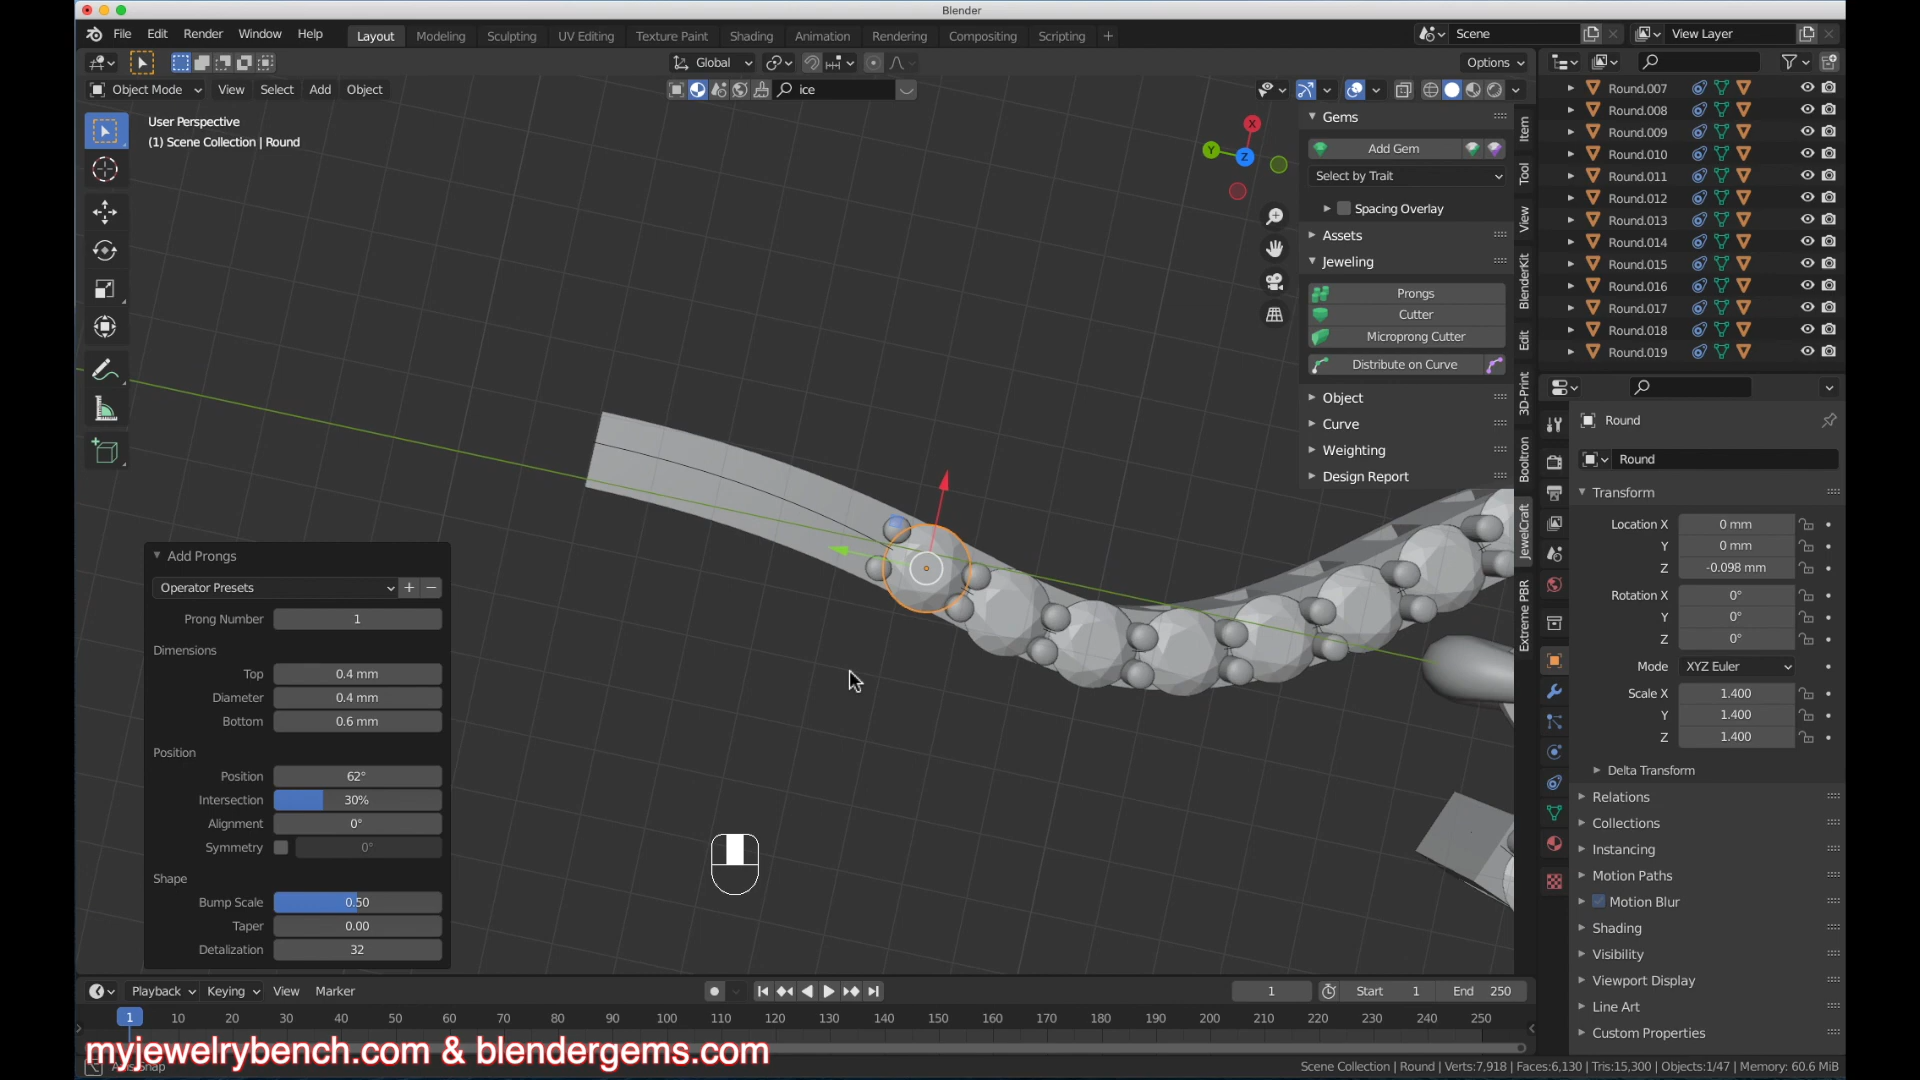 Blender
File Edit Render Window Help Layout Modeling Sculpting UV Editing Texture Paint Shading Animation Rendering Compositing Scripting + Scene View Layer
Global Options
Object Mode View Select Add Object ice
User Perspective
(1) Scene Collection | Round
X
Y
Z
Gems
Add Gem
Select by Trait
Spacing Overlay
Assets
Jeweling
Prongs
Cutter
Microprong Cutter
Distribute on Curve
Object
Curve
Weighting
Design Report
Item
Tool
View
BlenderKit
Edit
3D-Print
Booltron
JewelCraft
Extreme PBR
Round.007
Round.008
Round.009
Round.010
Round.011
Round.012
Round.013
Round.014
Round.015
Round.016
Round.017
Round.018
Round.019
Round
Round
Transform
Location X 0 mm
Y 0 mm
Z -0.098 mm
Rotation X 0°
Y 0°
Z 0°
Mode XYZ Euler
Scale X 1.400
Y 1.400
Z 1.400
Delta Transform
Relations
Collections
Instancing
Motion Paths
Motion Blur
Shading
Visibility
Viewport Display
Line Art
Custom Properties
Add Prongs
Operator Presets + −
Prong Number 1
Dimensions
Top 0.4 mm
Diameter 0.4 mm
Bottom 0.6 mm
Position
Position 62°
Intersection 30%
Alignment 0°
Symmetry 0°
Shape
Bump Scale 0.50
Taper 0.00
Detalization 32
Playback Keying View Marker 1 Start 1 End 250
1 10 20 30 40 50 60 70 80 90 100 110 120 130 140 150 160 170 180 190 200 210 220 230 240 250
myjewelrybench.com & blendergems.com
Scene Collection | Round | Verts:7,918 | Faces:6,130 | Tris:15,300 | Objects:1/47 | Memory: 60.6 MiB